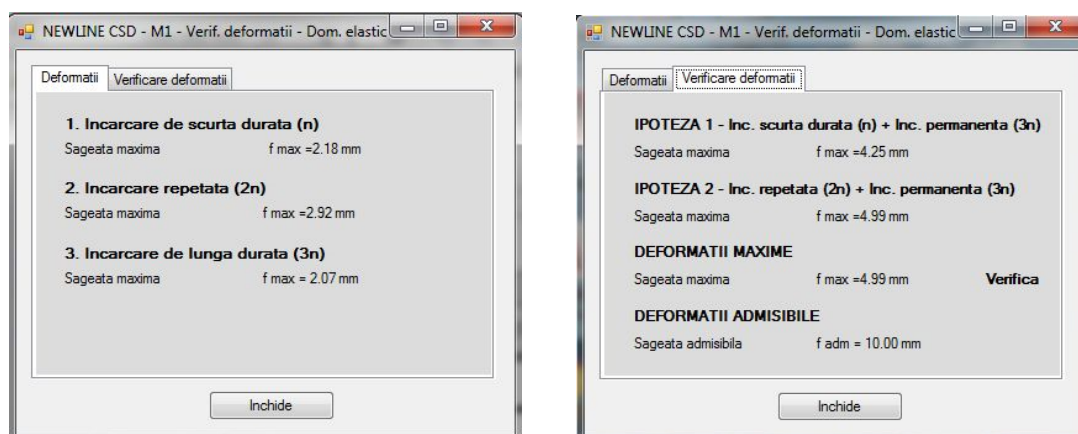 NEWLINE CSD - M1 - Verif. deformatii - Dom. elastic
Deformatii Verificare deformatii
1. Incarcare de scurta durata (n)
Sageata maxima f max =2.18 mm
2. Incarcare repetata (2n)
Sageata maxima f max =2.92 mm
3. Incarcare de lunga durata (3n)
Sageata maxima f max = 2.07 mm
Inchide
NEWLINE CSD - M1 - Verif. deformatii - Dom. elastic
Deformatii Verificare deformatii
IPOTEZA 1 - Inc. scurta durata (n) + Inc. permanenta (3n)
Sageata maxima f max =4.25 mm
IPOTEZA 2 - Inc. repetata (2n) + Inc. permanenta (3n)
Sageata maxima f max =4.99 mm
DEFORMATII MAXIME
Sageata maxima f max =4.99 mm Verifica
DEFORMATII ADMISIBILE
Sageata admisibila f adm = 10.00 mm
Inchide